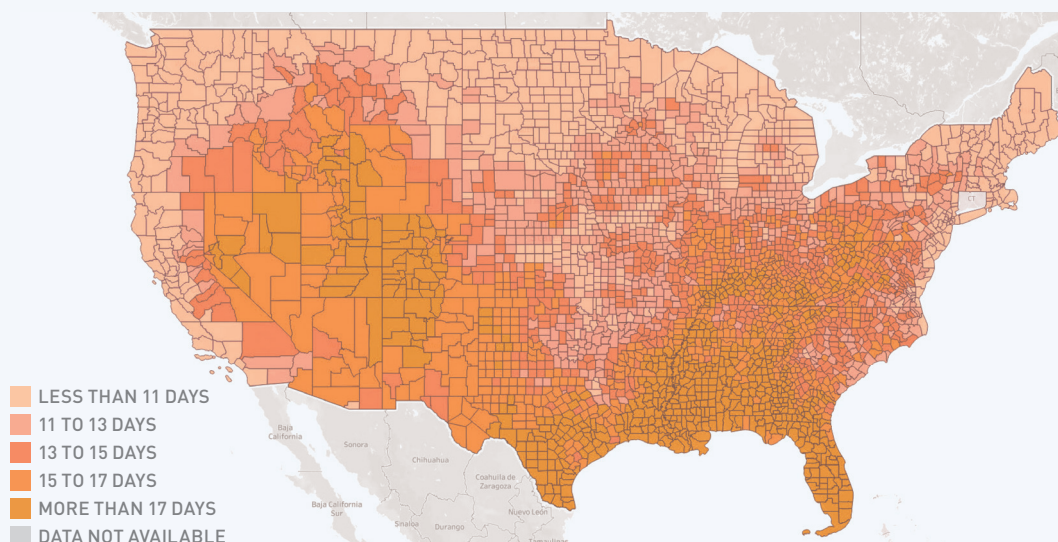 CT
LESS THAN 11 DAYS
11 TO 13 DAYS
13 TO 15 DAYS
15 TO 17 DAYS
MORE THAN 17 DAYS
DATA NOT AVAILABLE
Baja
California
Sonora
Chihuahua
Coahuila de
Zaragoza
Baja California
Sur
Sinaloa
Durango
Nuevo León
Tamaulipas